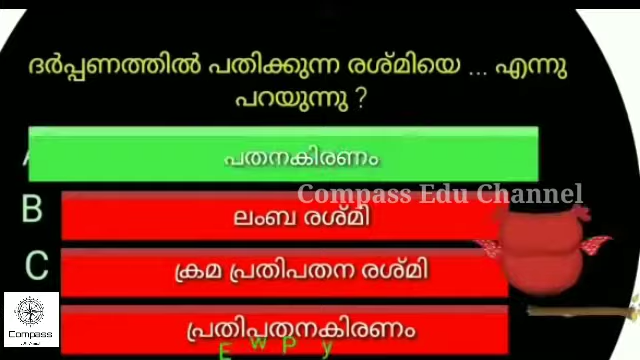 ദർപ്പണത്തിൽ പതിക്കുന്ന രശ്മിയെ ... എന്നു
പറയുന്നു ?
പതനകിരണം
Compass Edu Channel
B ലംബ രശ്മി
C ക്രമ പ്രതിപതന രശ്മി
Compass
പ്രതിപതനകിരണം
E w P y